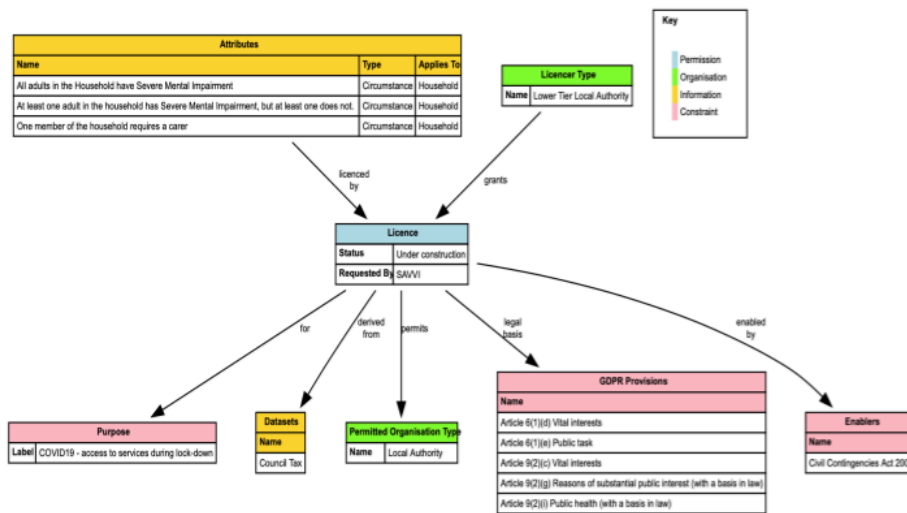 Attributes
Name Type Applies To
All adults in the Household have Severe Mental Impairment Circumstance Household
At least one adult in the household has Severe Mental Impairment, but at least one does not. Circumstance Household
One member of the household requires a carer Circumstance Household
Licencer Type
Name Lower Tier Local Authority
Key
Permission
Organisation
Information
Constraint
licenced
by
grants
Licence
Status Under construction
Requested By SAVVI
for
derived
from
permits
legal
basis
enabled
by
Purpose
Label COVID19 - access to services during lock-down
Datasets
Name
Council Tax
Permitted Organisation Type
Name Local Authority
GDPR Provisions
Name
Article 6(1)(d) Vital interests
Article 6(1)(e) Public task
Article 9(2)(c) Vital interests
Article 9(2)(g) Reasons of substantial public interest (with a basis in law)
Article 9(2)(i) Public health (with a basis in law)
Enablers
Name
Civil Contingencies Act